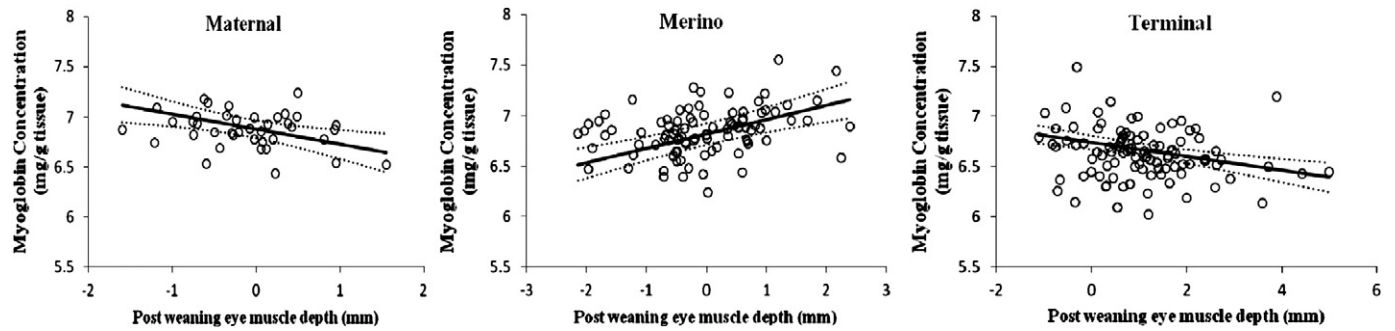 Maternal
Myoglobin Concentration
(mg/g tissue)
8
7.5
7
6.5
6
5.5
-2
-1
0
1
2
Post weaning eye muscle depth (mm)
Merino
Myoglobin Concentration
(mg/g tissue)
8
7.5
7
6.5
6
5.5
-3
-2
-1
0
1
2
3
Post weaning eye muscle depth (mm)
Terminal
Myoglobin Concentration
(mg/g tissue)
8
7.5
7
6.5
6
5.5
-2
0
2
4
6
Post weaning eye muscle depth (mm)